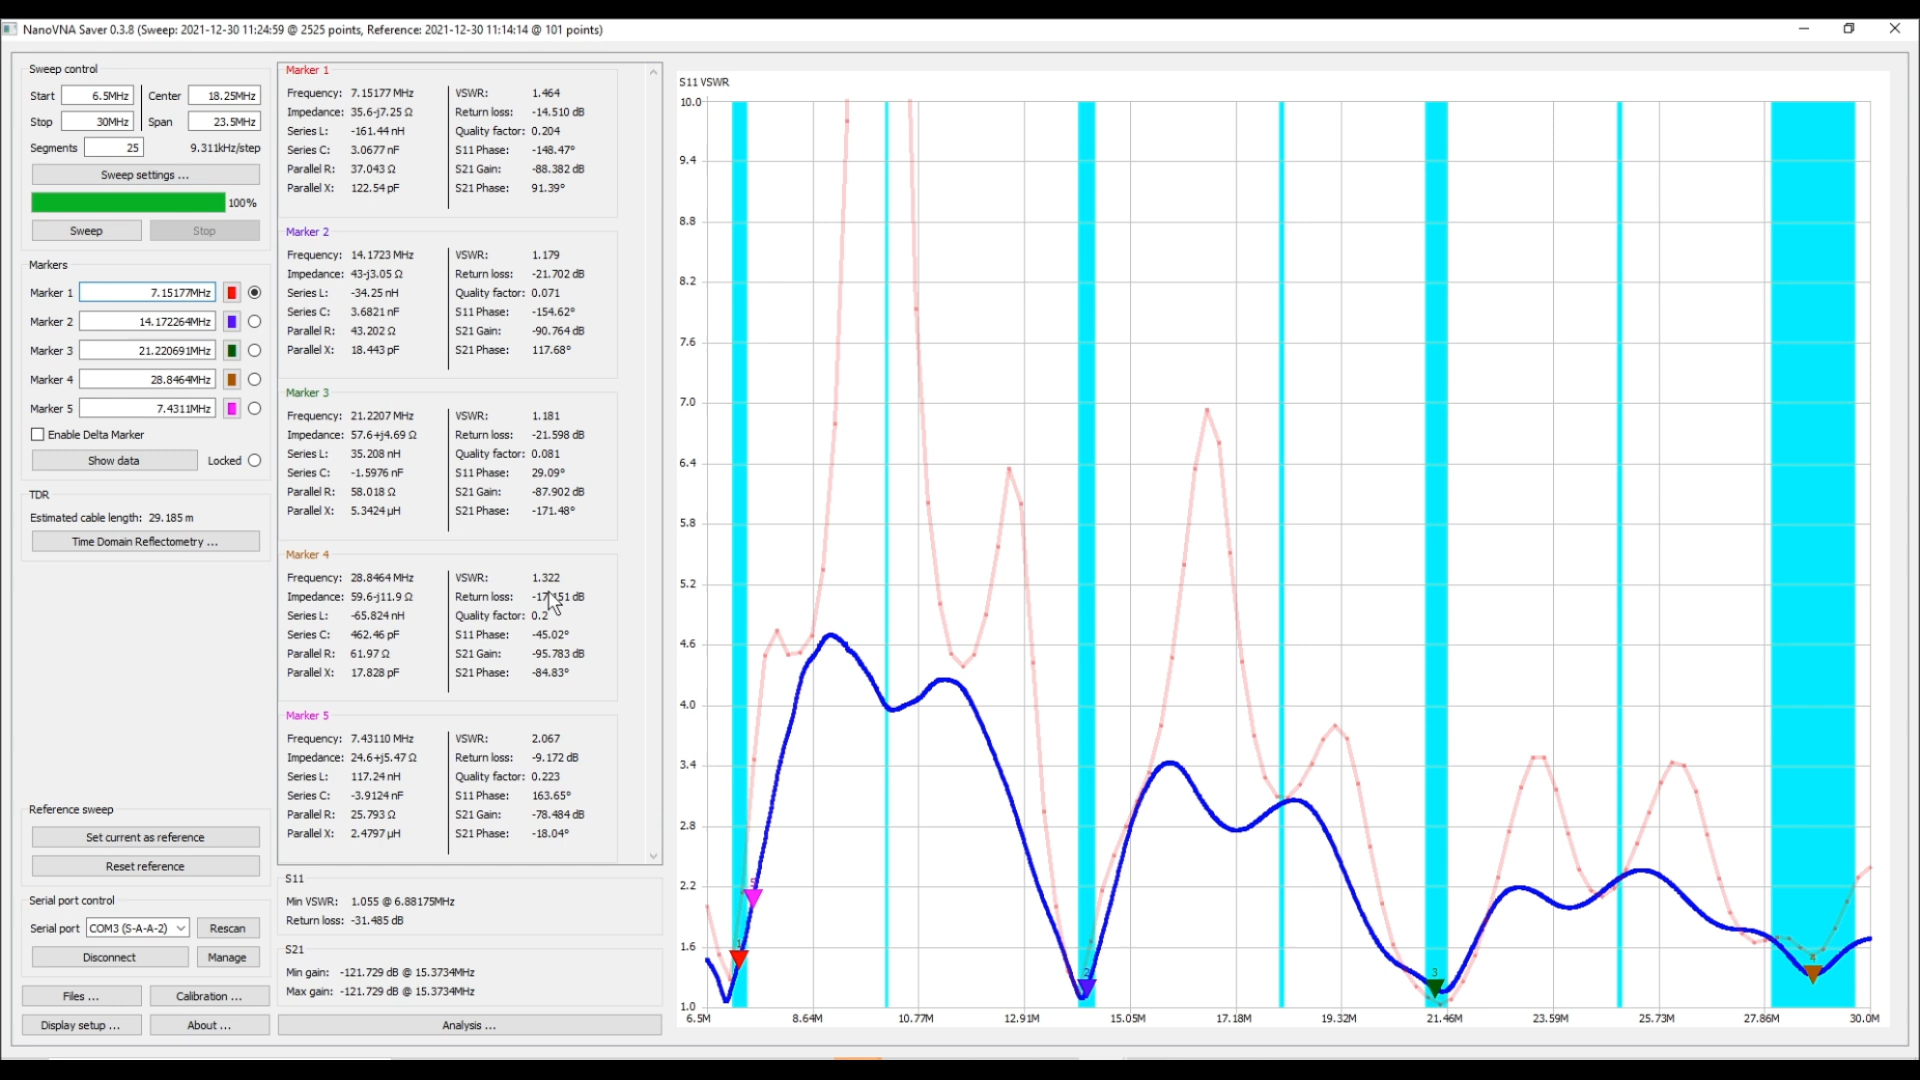 NanoVNA Saver 0.3.8 (Sweep: 2021-12-30 11:24:59 @ 2525 points, Reference: 2021-12-30 11:14:14 @ 101 points)
Sweep control
Start 6.5MHz Center 18.25MHz
Stop 30MHz Span 23.5MHz
Segments 25 9.311kHz/step
Sweep settings ...
100%
Sweep Stop
Markers
Marker 1 7.15177MHz
Marker 2 14.172264MHz
Marker 3 21.220691MHz
Marker 4 28.8464MHz
Marker 5 7.4311MHz
Enable Delta Marker
Show data Locked
TDR
Estimated cable length: 29.185 m
Time Domain Reflectometry ...
Reference sweep
Set current as reference
Reset reference
Serial port control
Serial port COM3 (S-A-A-2) Rescan
Disconnect Manage
Files ... Calibration ...
Display setup ... About ...
Marker 1
Frequency: 7.15177 MHz VSWR: 1.464
Impedance: 35.6-j7.25 Ω Return loss: -14.510 dB
Series L: -161.44 nH Quality factor: 0.204
Series C: 3.0677 nF S11 Phase: -148.47°
Parallel R: 37.043 Ω S21 Gain: -88.382 dB
Parallel X: 122.54 pF S21 Phase: 91.39°
Marker 2
Frequency: 14.1723 MHz VSWR: 1.179
Impedance: 43-j3.05 Ω Return loss: -21.702 dB
Series L: -34.25 nH Quality factor: 0.071
Series C: 3.6821 nF S11 Phase: -154.62°
Parallel R: 43.202 Ω S21 Gain: -90.764 dB
Parallel X: 18.443 pF S21 Phase: 117.68°
Marker 3
Frequency: 21.2207 MHz VSWR: 1.181
Impedance: 57.6+j4.69 Ω Return loss: -21.598 dB
Series L: 35.208 nH Quality factor: 0.081
Series C: -1.5976 nF S11 Phase: 29.09°
Parallel R: 58.018 Ω S21 Gain: -87.902 dB
Parallel X: 5.3424 µH S21 Phase: -171.48°
Marker 4
Frequency: 28.8464 MHz VSWR: 1.322
Impedance: 59.6-j11.9 Ω Return loss: dB
Series L: -65.824 nH Quality factor:
Series C: 462.46 pF S11 Phase: -45.02°
Parallel R: 61.97 Ω S21 Gain: -95.783 dB
Parallel X: 17.828 pF S21 Phase: -84.83°
Marker 5
Frequency: 7.43110 MHz VSWR: 2.067
Impedance: 24.6+j5.47 Ω Return loss: -9.172 dB
Series L: 117.24 nH Quality factor: 0.223
Series C: -3.9124 nF S11 Phase: 163.65°
Parallel R: 25.793 Ω S21 Gain: -78.484 dB
Parallel X: 2.4797 µH S21 Phase: -18.04°
S11
Min VSWR: 1.055 @ 6.88175MHz
Return loss: -31.485 dB
S21
Min gain: -121.729 dB @ 15.3734MHz
Max gain: -121.729 dB @ 15.3734MHz
Analysis ...
S11 VSWR
10.0
9.4
8.8
8.2
7.6
7.0
6.4
5.8
5.2
4.6
4.0
3.4
2.8
2.2
1.6
1.0
5
1
2
3
4
6.5M 8.64M 10.77M 12.91M 15.05M 17.18M 19.32M 21.46M 23.59M 25.73M 27.86M 30.0M